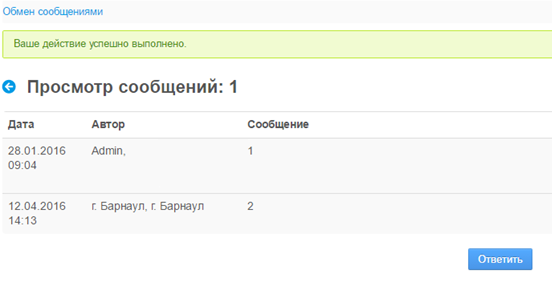 Обмен сообщениями
Ваше действие успешно выполнено.
Просмотр сообщений: 1
Дата Автор Сообщение
28.01.2016 Admin, 1
09:04
12.04.2016 г. Барнаул, г. Барнаул 2
14:13
Ответить